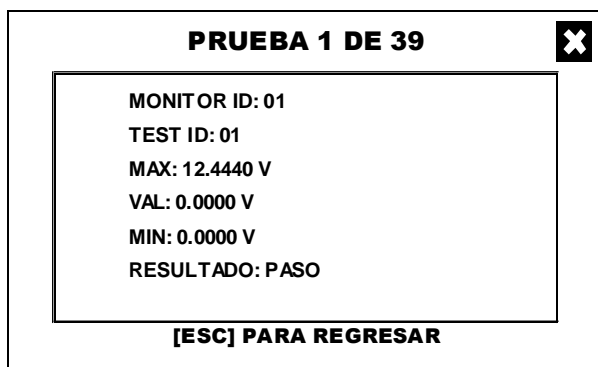 PRUEBA 1 DE 39
MONITOR ID: 01
TEST ID: 01
MAX: 12.4440 V
VAL: 0.0000 V
MIN: 0.0000 V
RESULTADO: PASO
[ESC] PARA REGRESAR